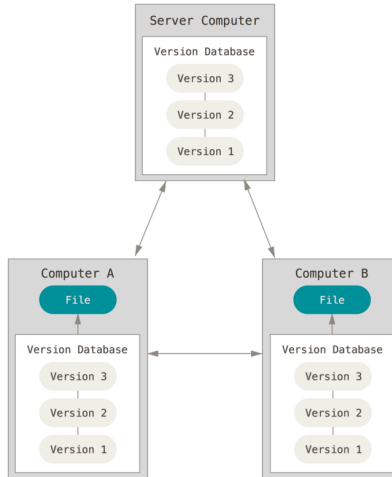 Server Computer
Version Database
Version 3
Version 2
Version 1
Computer A
File
Version Database
Version 3
Version 2
Version 1
Computer B
File
Version Database
Version 3
Version 2
Version 1